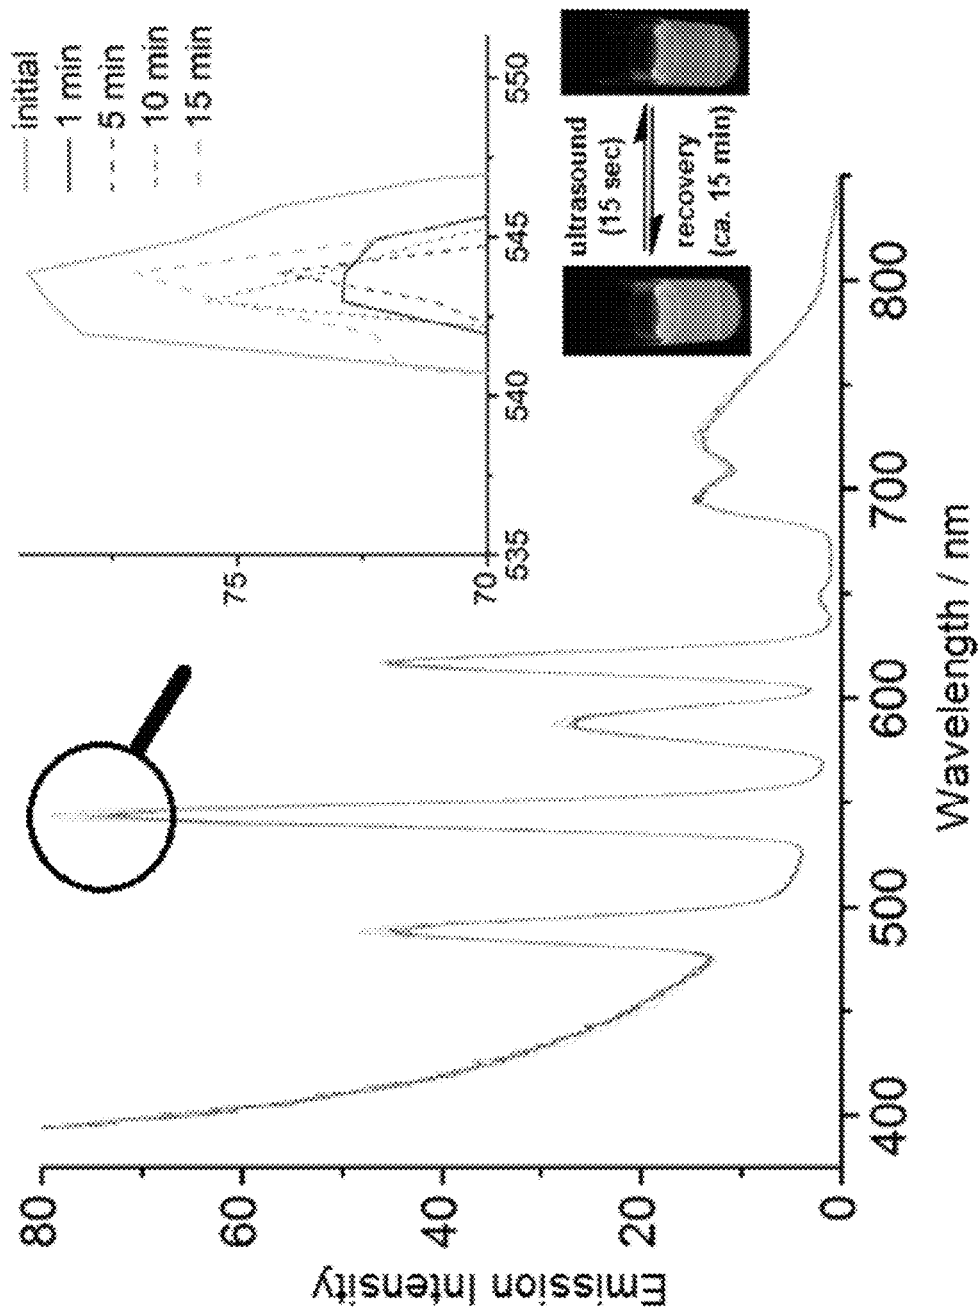 initial
1 min
5 min
10 min
15 min
75
70
535
540
545
550
ultrasound
(15 sec)
recovery
(ca. 15 min)
80
60
40
20
0
Emission Intensity
400
500
600
700
800
Wavelength / nm